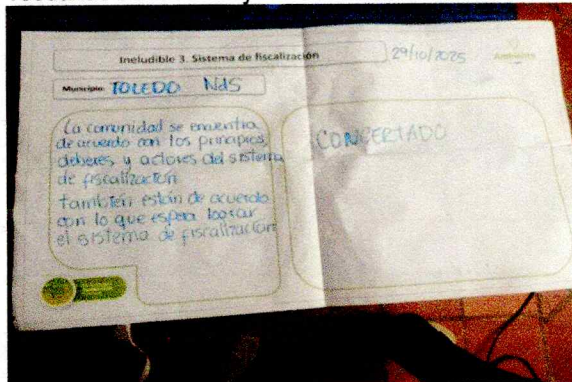 Ineludible 3. Sistema de fiscalización
29/10/2025
Municipio: TOLEDO NdS
La comunidad se encuentra
de acuerdo con los principios,
deberes y actores del sistema
de fiscalización
también están de acuerdo
con lo que espera lograr
el sistema de fiscalización
CONCERTADO